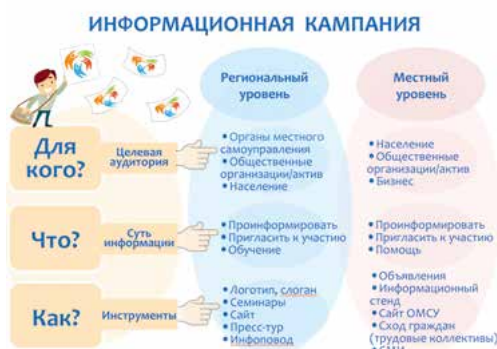 ИНФОРМАЦИОННАЯ КАМПАНИЯ
Региональный
уровень
Местный
уровень
Для
кого?
Целевая
аудитория
• Органы местного
самоуправления
• Общественные
организации/актив
• Население
• Население
• Общественные
организации/актив
• Бизнес
Что?
Суть
информации
• Проинформировать
• Пригласить к участию
• Обучение
• Проинформировать
• Пригласить к участию
• Помощь
Как?
Инструменты
• Логотип, слоган
• Семинары
• Сайт
• Пресс-тур
• Инфоповод
• Объявления
• Информационный
стенд
• Сайт ОМСУ
• Сход граждан
(трудовые коллективы)